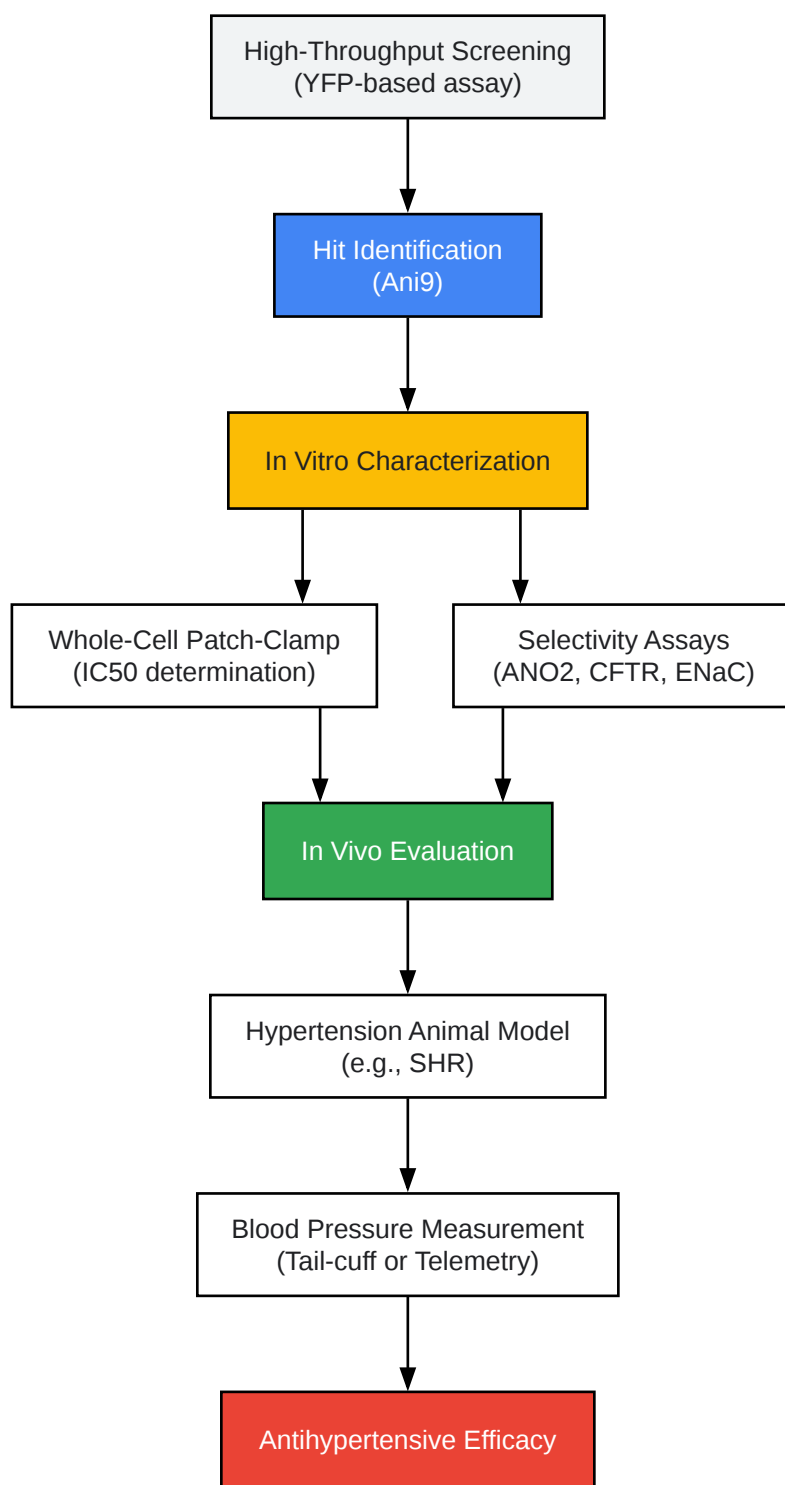 High-Throughput Screening
(YFP-based assay)
Hit Identification
(Ani9)
In Vitro Characterization
Whole-Cell Patch-Clamp
(IC50 determination)
Selectivity Assays
(ANO2, CFTR, ENaC)
In Vivo Evaluation
Hypertension Animal Model
(e.g., SHR)
Blood Pressure Measurement
(Tail-cuff or Telemetry)
Antihypertensive Efficacy